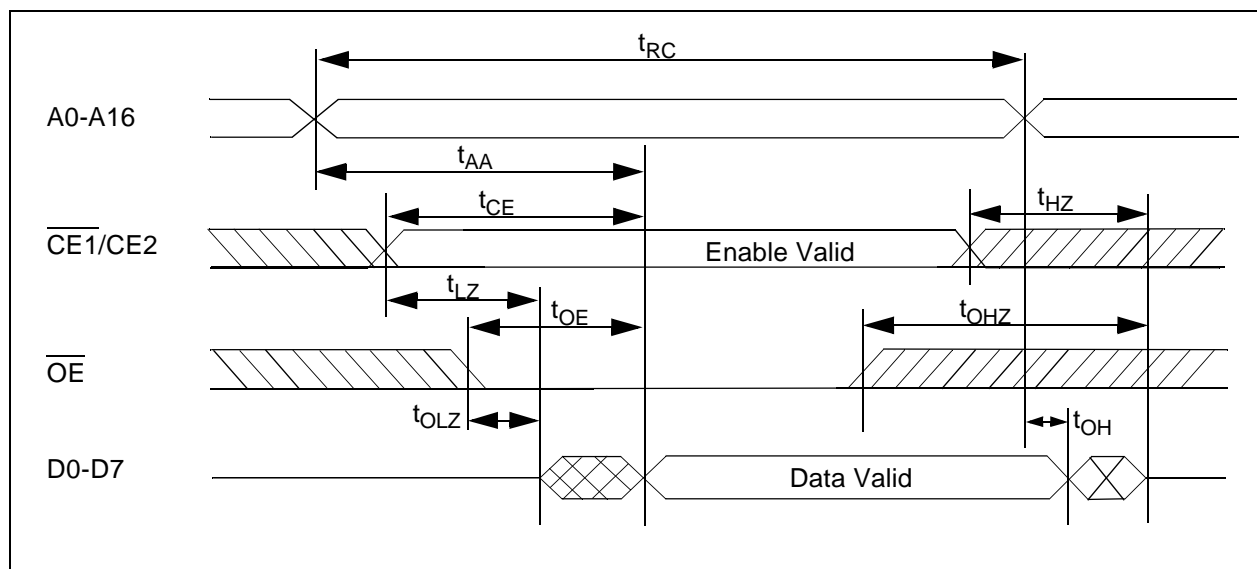 tRC
A0-A16
tAA
tCE
tHZ
CE1/CE2
Enable Valid
tLZ
tOE
tOHZ
OE
tOLZ
tOH
D0-D7
Data Valid